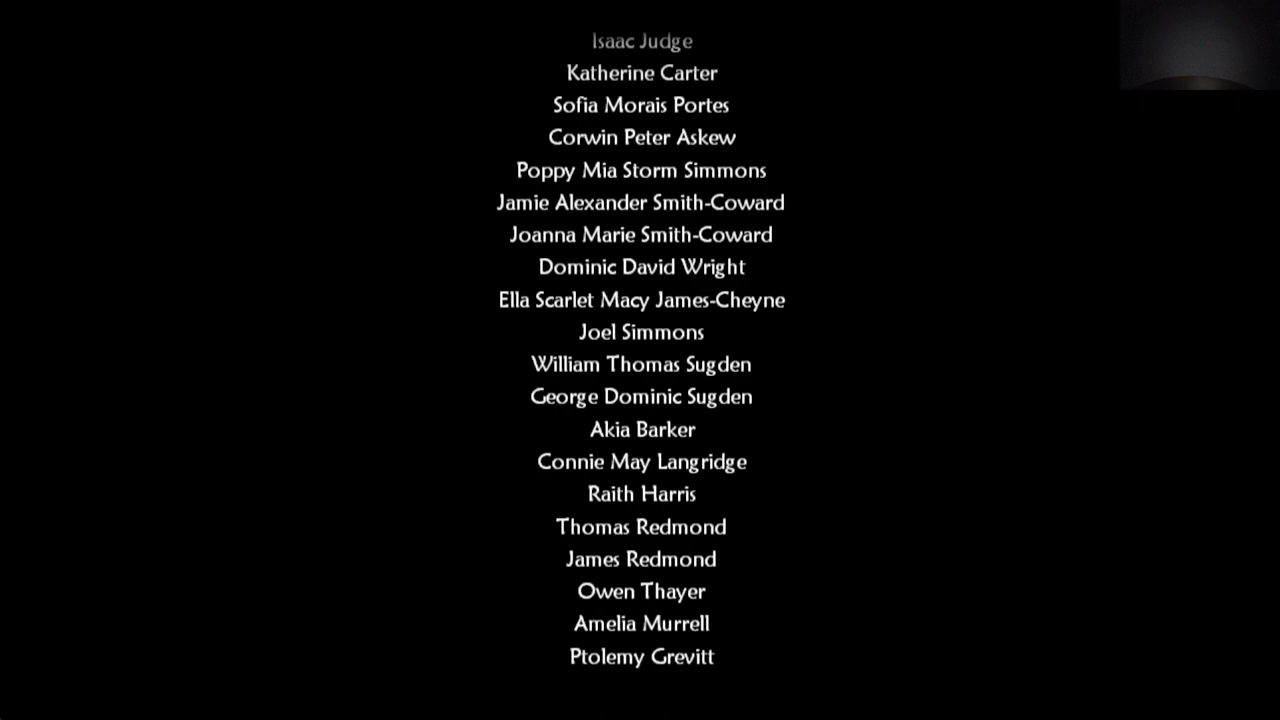 Isaac Judge
Katherine Carter
Sofia Morais Portes
Corwin Peter Askew
Poppy Mia Storm Simmons
Jamie Alexander Smith-Coward
Joanna Marie Smith-Coward
Dominic David Wright
Ella Scarlet Macy James-Cheyne
Joel Simmons
William Thomas Sugden
George Dominic Sugden
Akia Barker
Connie May Langridge
Raith Harris
Thomas Redmond
James Redmond
Owen Thayer
Amelia Murrell
Ptolemy Grevitt